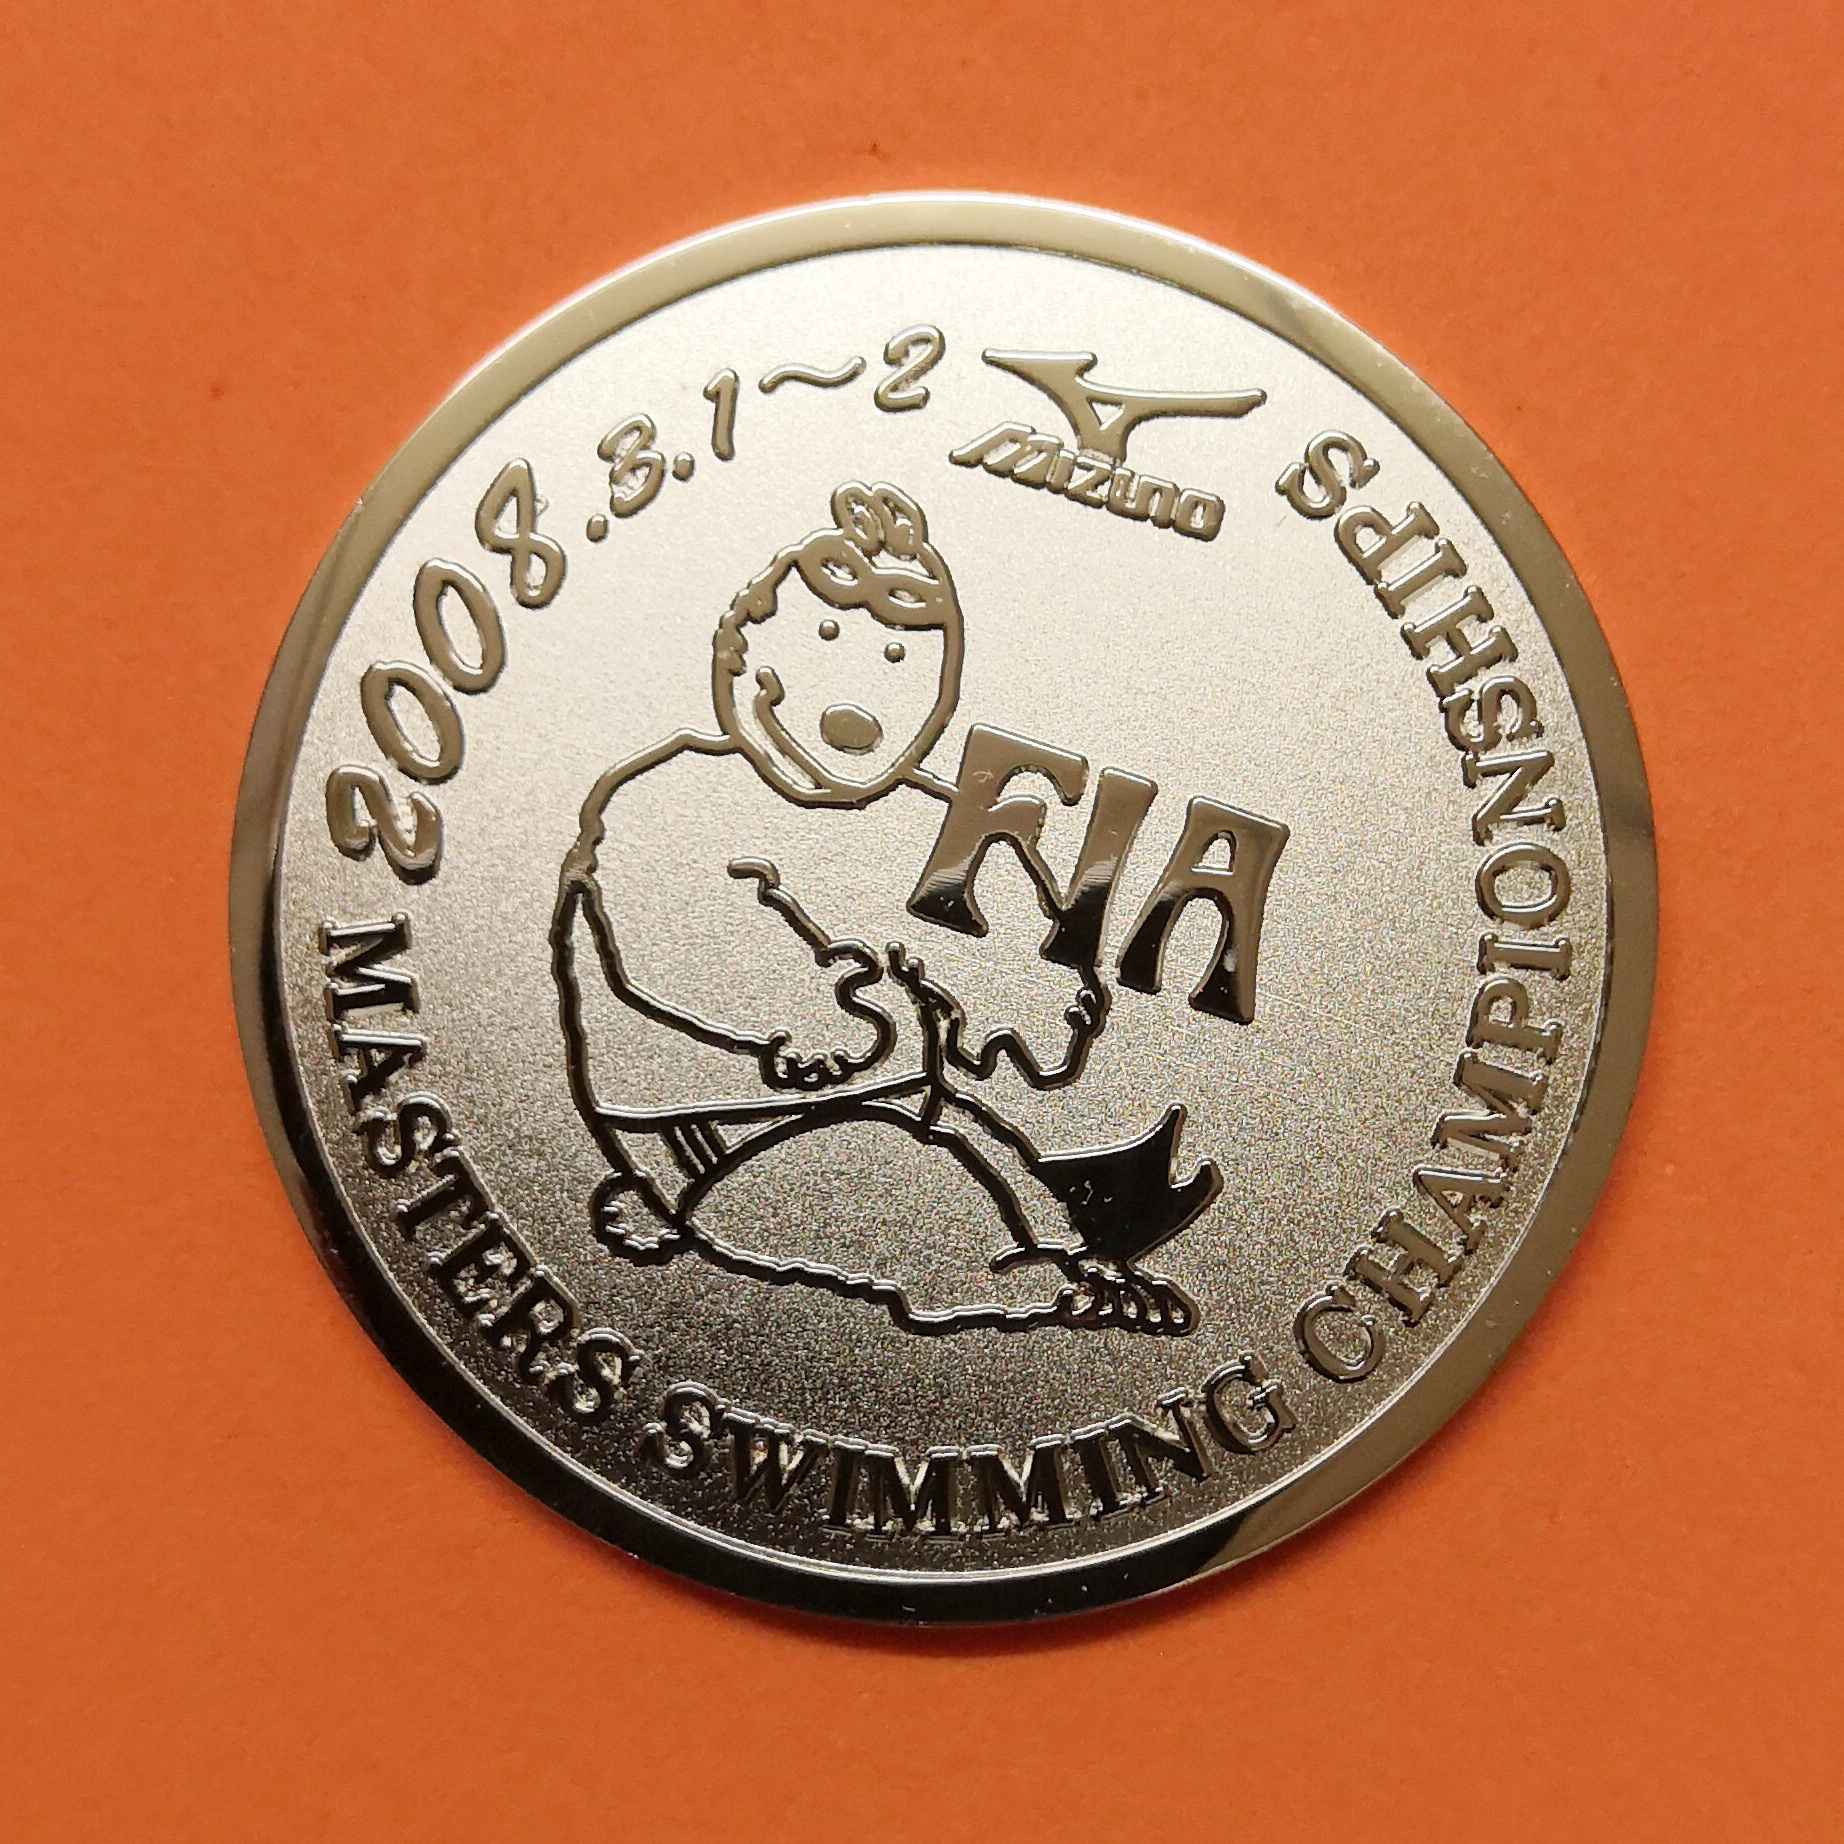 2008.3.1~2
MIZUNO
FIA
MASTERS SWIMMING CHAMPIONSHIPS